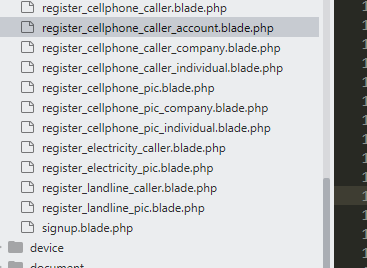 register_cellphone_caller.blade.php
register_cellphone_caller_account.blade.php
register_cellphone_caller_company.blade.php
register_cellphone_caller_individual.blade.php
register_cellphone_pic.blade.php
register_cellphone_pic_company.blade.php
register_cellphone_pic_individual.blade.php
register_electricity_caller.blade.php
register_electricity_pic.blade.php
register_landline_caller.blade.php
register_landline_pic.blade.php
signup.blade.php
device
document